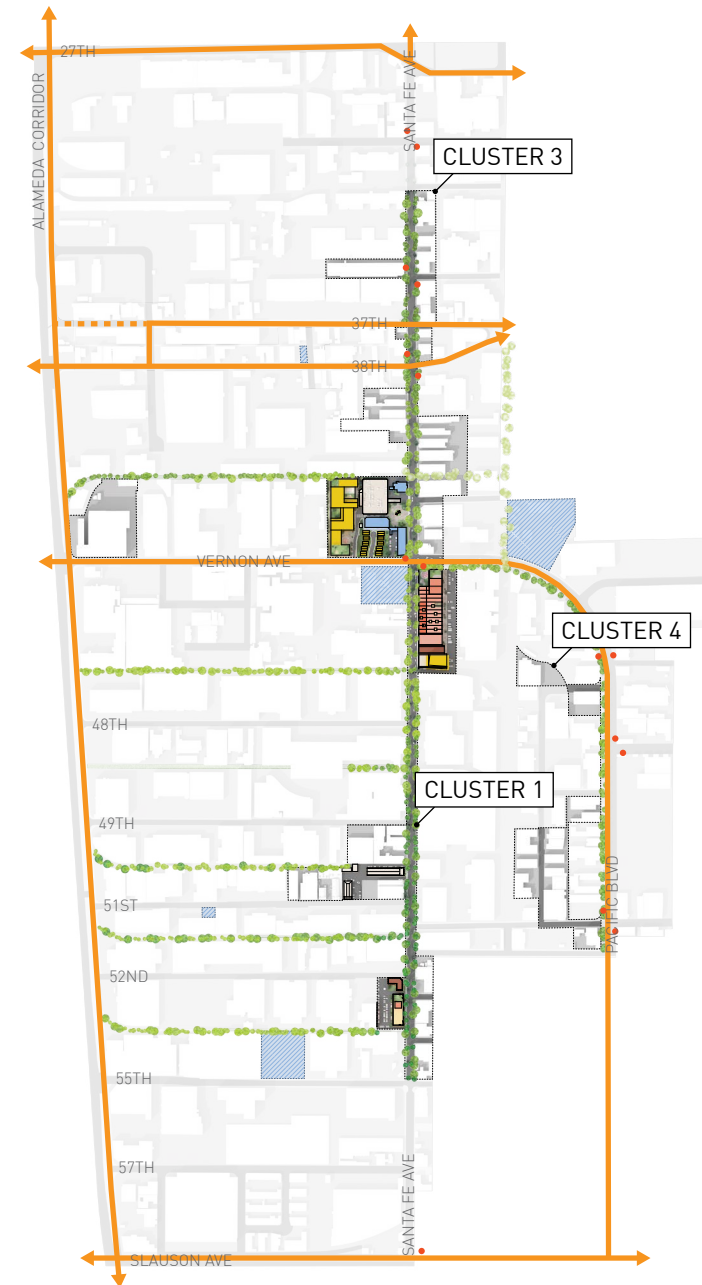 27TH
SANTA FE AVE
ALAMEDA CORRIDOR
CLUSTER 3
37TH
38TH
VERNON AVE
CLUSTER 4
48TH
CLUSTER 1
49TH
PACIFIC BLVD
51ST
52ND
55TH
57TH
SANTA FE AVE
SLAUSON AVE